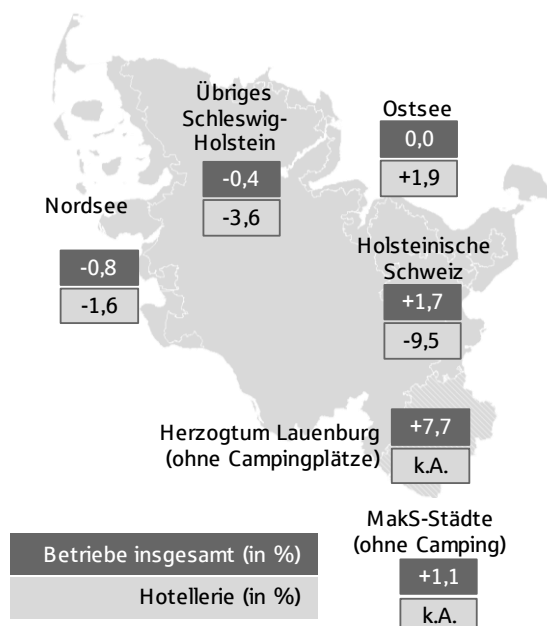 Übriges
Schleswig-
Holstein
-0,4
-3,6
Ostsee
0,0
+1,9
Nordsee
-0,8
-1,6
Holsteinische
Schweiz
+1,7
-9,5
Herzogtum Lauenburg
(ohne Campingplätze)
+7,7
k.A.
MakS-Städte
(ohne Camping)
+1,1
k.A.
Betriebe insgesamt (in %)
Hotellerie (in %)